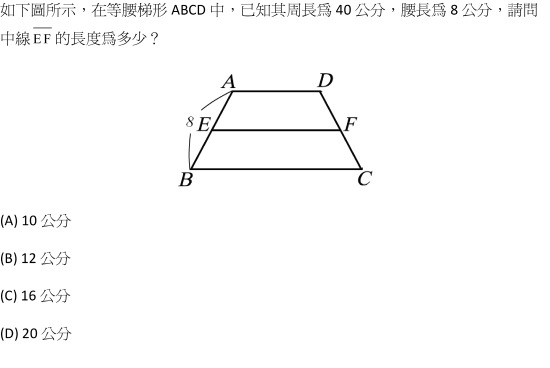 如下圖所示，在等腰梯形 ABCD 中，已知其周長為 40 公分，腰長為 8 公分，請問
中線 EF 的長度為多少？
A D
8 E F
B C
(A) 10 公分
(B) 12 公分
(C) 16 公分
(D) 20 公分